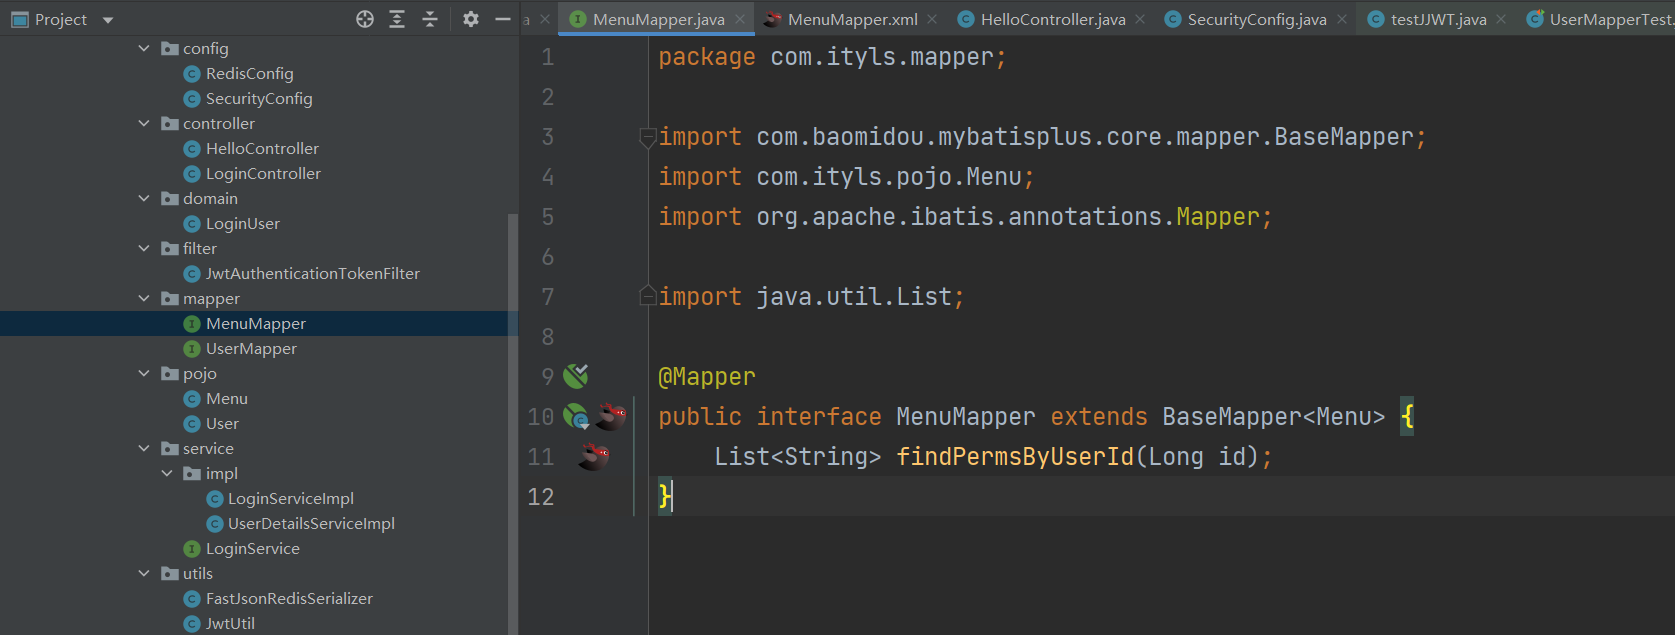 Project
config
RedisConfig
SecurityConfig
controller
HelloController
LoginController
domain
LoginUser
filter
JwtAuthenticationTokenFilter
mapper
MenuMapper
UserMapper
pojo
Menu
User
service
impl
LoginServiceImpl
UserDetailsServiceImpl
LoginService
utils
FastJsonRedisSerializer
JwtUtil
a MenuMapper.java MenuMapper.xml HelloController.java SecurityConfig.java testJJWT.java UserMapperTest.
1 package com.ityls.mapper;
2
3 import com.baomidou.mybatisplus.core.mapper.BaseMapper;
4 import com.ityls.pojo.Menu;
5 import org.apache.ibatis.annotations.Mapper;
6
7 import java.util.List;
8
9 @Mapper
10 public interface MenuMapper extends BaseMapper<Menu> {
11 List<String> findPermsByUserId(Long id);
12 }